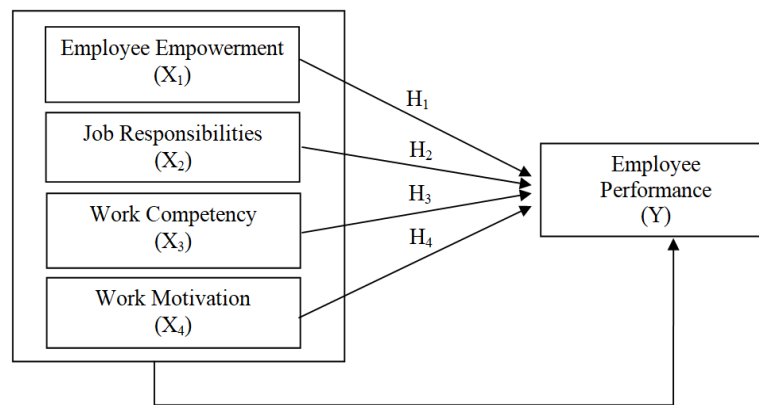 Employee Empowerment
(X₁)
H₁
Job Responsibilities
(X₂)
H₂
Work Competency
(X₃)
H₃
Work Motivation
(X₄)
H₄
Employee
Performance
(Y)